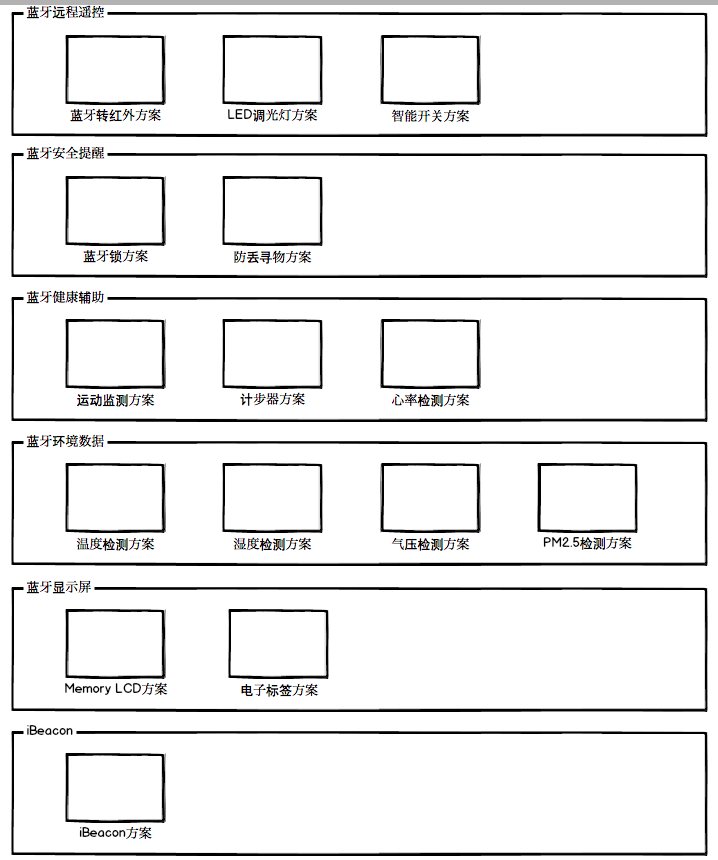 蓝牙远程遥控
蓝牙转红外方案
LED调光灯方案
智能开关方案
蓝牙安全提醒
蓝牙锁方案
防丢寻物方案
蓝牙健康辅助
运动监测方案
计步器方案
心率检测方案
蓝牙环境数据
温度检测方案
湿度检测方案
气压检测方案
PM2.5检测方案
蓝牙显示屏
Memory LCD方案
电子标签方案
iBeacon
iBeacon方案